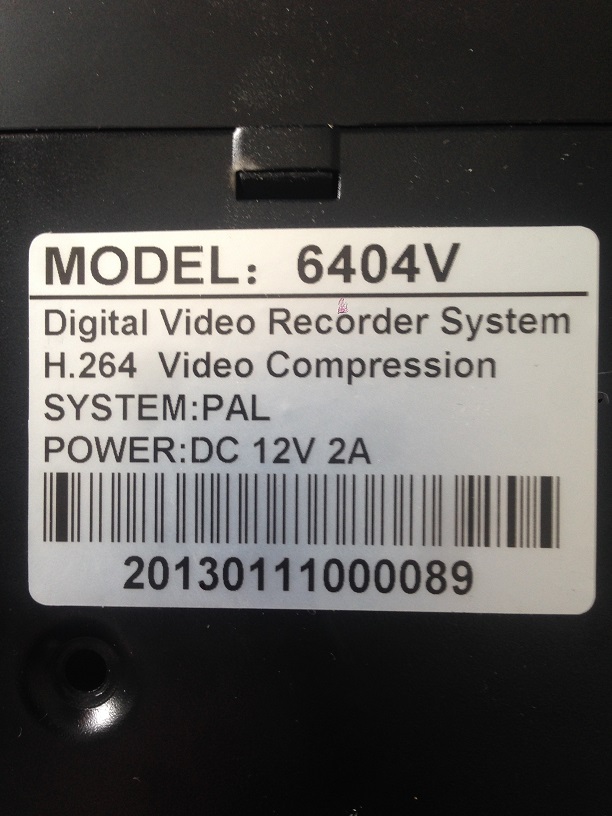 MODEL: 6404V
Digital Video Recorder System
H.264 Video Compression
SYSTEM:PAL
POWER:DC 12V 2A
20130111000089